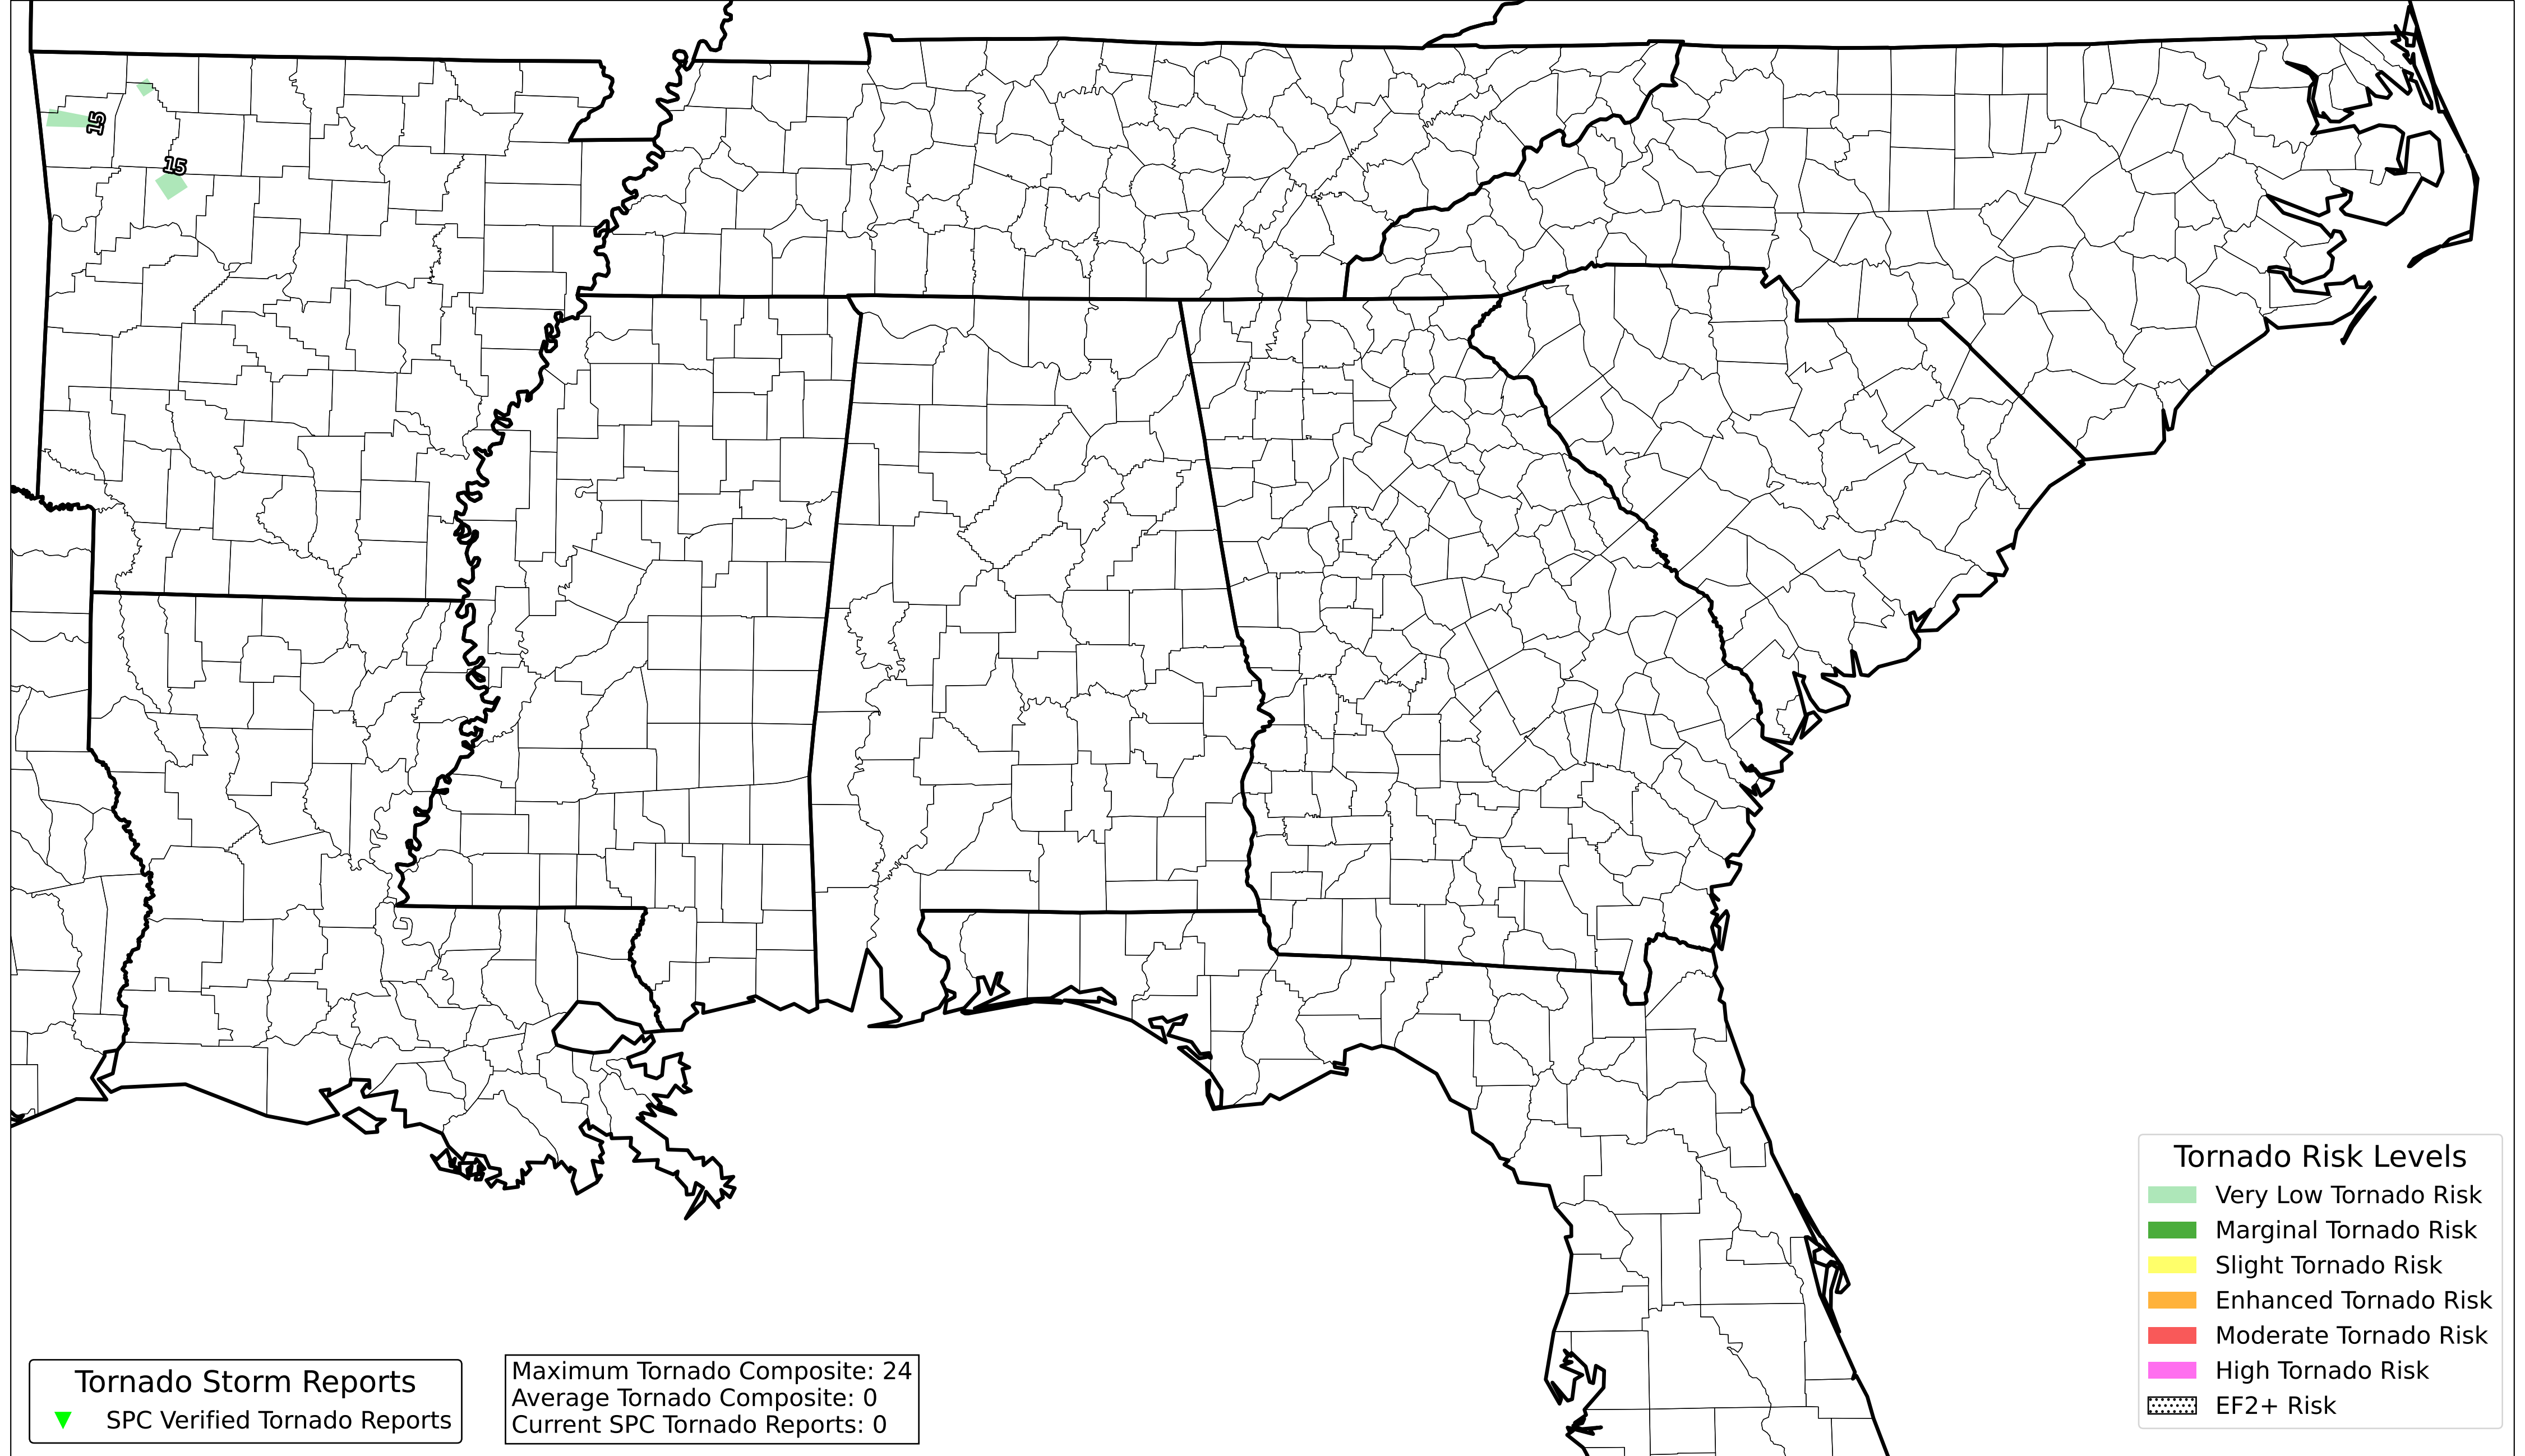 15
15
Tornado Risk Levels
Very Low Tornado Risk
Marginal Tornado Risk
Slight Tornado Risk
Enhanced Tornado Risk
Moderate Tornado Risk
High Tornado Risk
EF2+ Risk
Tornado Storm Reports
SPC Verified Tornado Reports
Maximum Tornado Composite: 24
Average Tornado Composite: 0
Current SPC Tornado Reports: 0